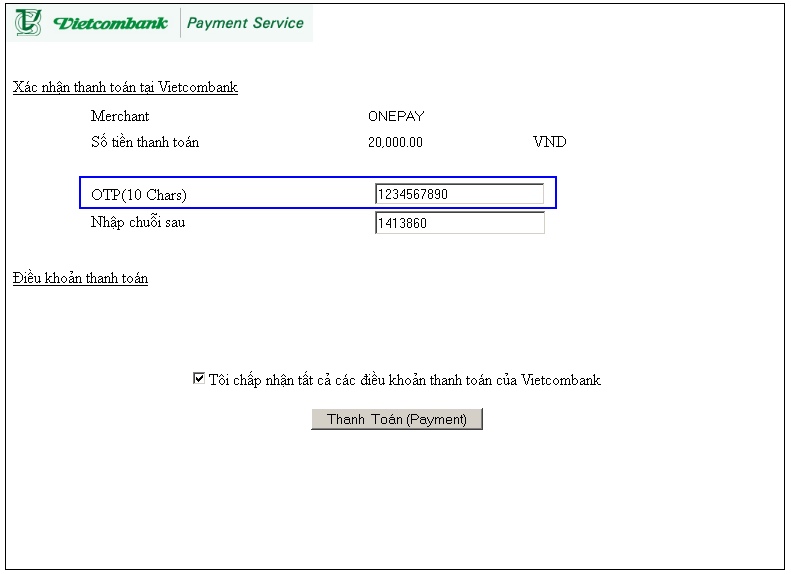 Vietcombank Payment Service
Xác nhận thanh toán tại Vietcombank
Merchant ONEPAY
Số tiền thanh toán 20,000.00 VND
OTP(10 Chars) 1234567890
Nhập chuỗi sau 1413860
Điều khoản thanh toán
Tôi chấp nhận tất cả các điều khoản thanh toán của Vietcombank
Thanh Toán (Payment)